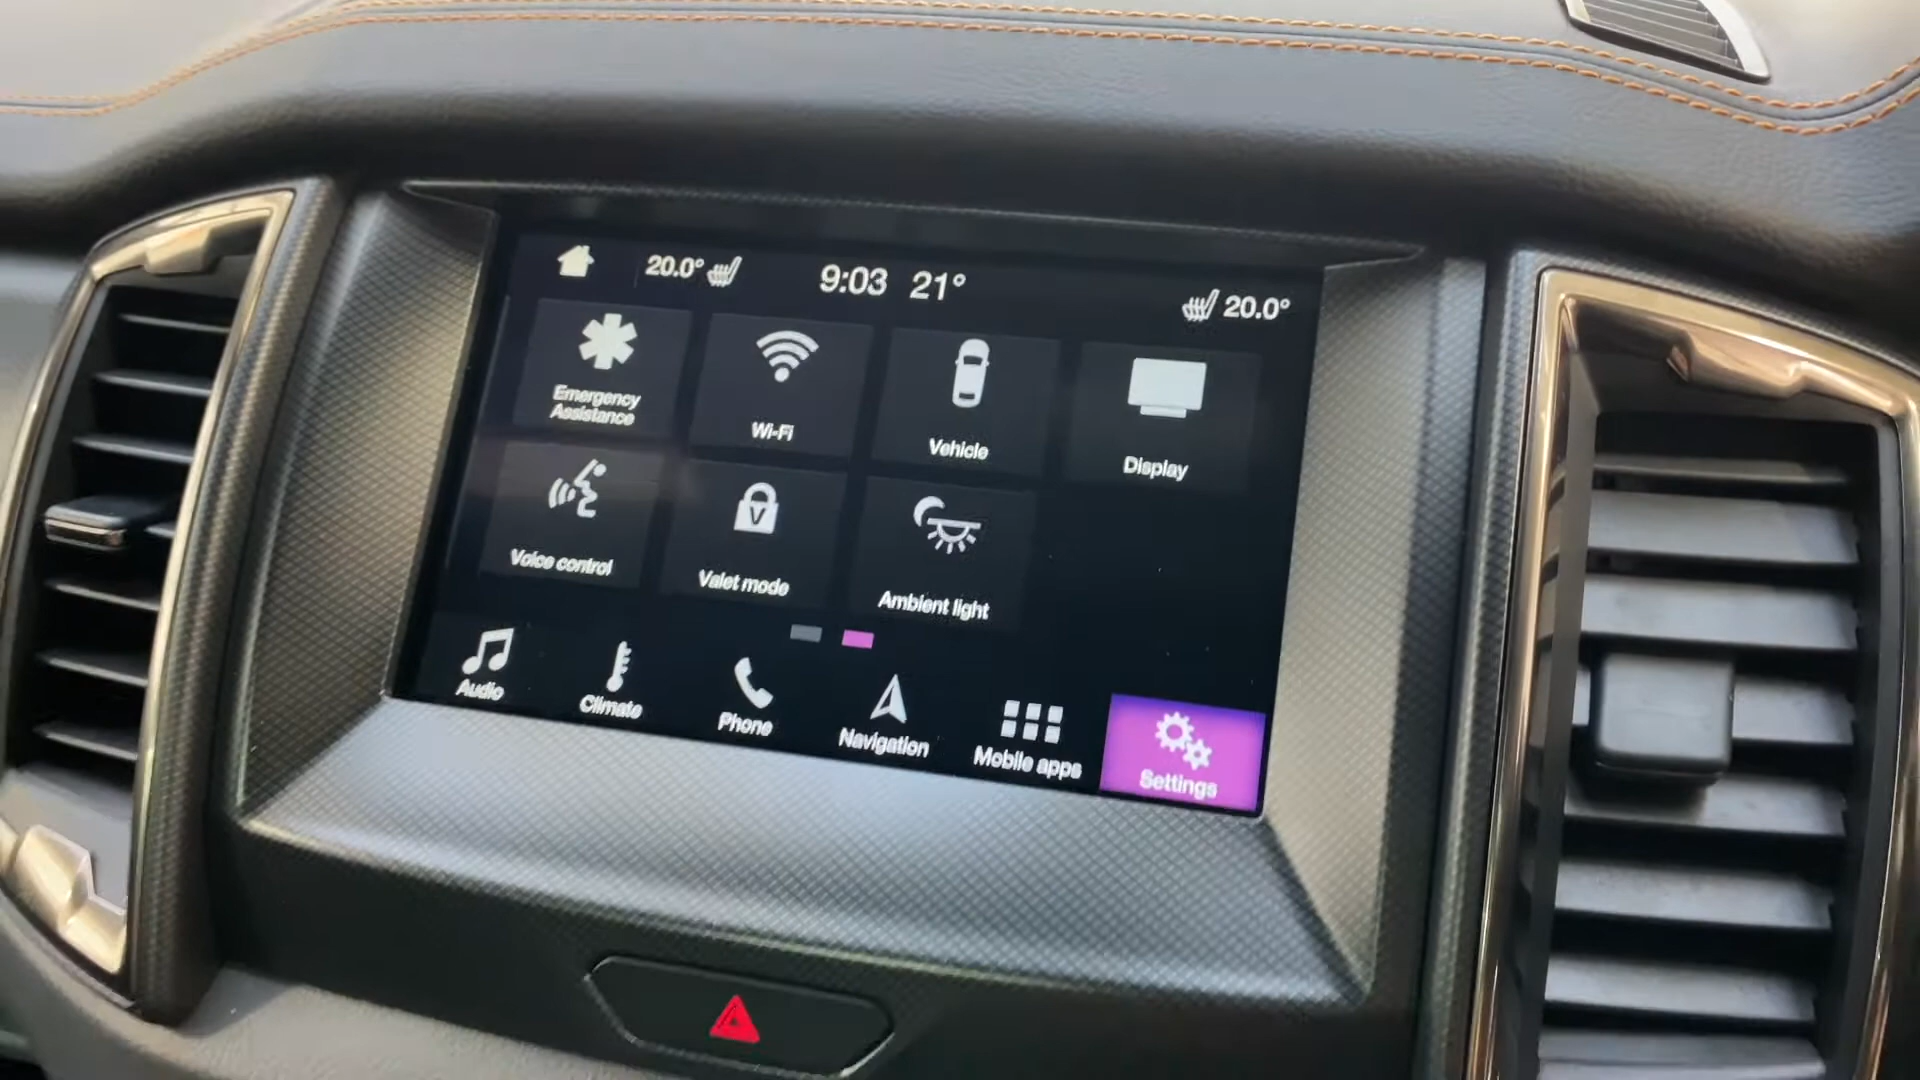 20.0° 9:03 21° 20.0°
Emergency
Assistance
Wi-Fi
Vehicle
Display
Voice control
Valet mode
Ambient light
Audio
Climate
Phone
Navigation
Mobile apps
Settings